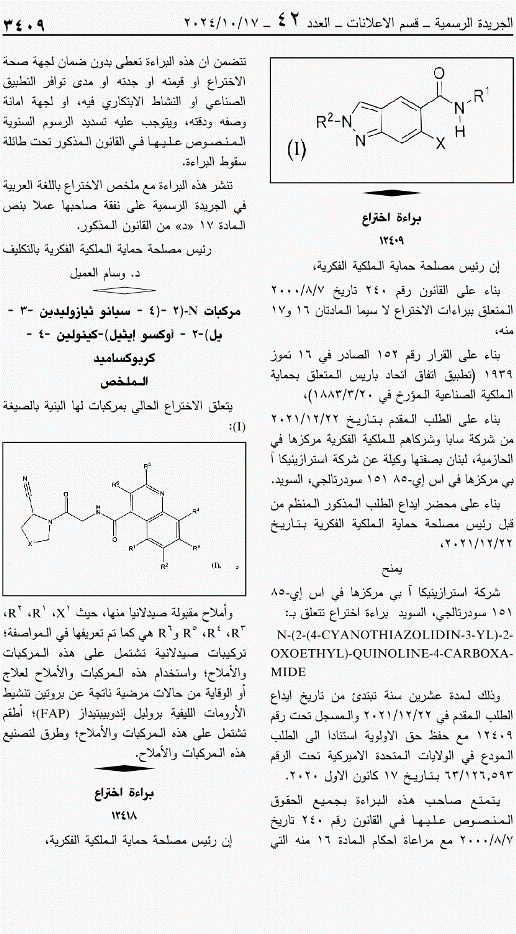 الجريدة الرسمية – قسم الاعلانات – العدد ٤٢ – ٢٠٢٤/١٠/١٧
٣٤٠٩
O
R¹
N
H
R²
N
N
X
(I)
براءة اختراع
١٢٤٠٩
إن رئيس مصلحة حماية الملكية الفكرية،
بناء على القانون رقم ٢٤٠ تاريخ ٢٠٠٠/٨/٧
المتعلق ببراءات الاختراع لا سيما المادتان ١٦ و١٧
منه،
بناء على القرار رقم ١٥٢ الصادر في ١٦ تموز
١٩٣٩ (تطبيق اتفاق اتحاد باريس المتعلق بحماية
الملكية الصناعية المؤرخ في ١٨٨٣/٣/٢٠)،
بناء على الطلب المقدم بتاريخ ٢٠٢١/١٢/٢٢
من شركة سابا وشركاهم للملكية الفكرية مركزها في
الحازمية، لبنان بصفتها وكيلة عن شركة استرازينيكا آ
بي مركزها في اس إي-٨٥ ١٥١ سودرتالجي، السويد.
بناء على محضر ايداع الطلب المذكور المنظم من
قبل رئيس مصلحة حماية الملكية الفكرية بتاريخ
٢٠٢١/١٢/٢٢،
يمنح
شركة استرازينيكا آ بي مركزها في اس إي-٨٥
١٥١ سودرتالجي، السويد براءة اختراع تتعلق بـ:
N-(2-(4-CYANOTHIAZOLIDIN-3-YL)-2-
OXOETHYL)-QUINOLINE-4-CARBOXA-
MIDE
وذلك لمدة عشرين سنة تبتدئ من تاريخ ايداع
الطلب المقدم في ٢٠٢١/١٢/٢٢ والمسجل تحت رقم
١٢٤٠٩ مع حفظ حق الاولوية استنادا الى الطلب
المودع في الولايات المتحدة الاميركية تحت الرقم
٦٣/١٢٦,٥٩٣ بتاريخ ١٧ كانون الاول ٢٠٢٠.
يتمتع صاحب هذه البراءة بجميع الحقوق
المنصوص عليها في القانون رقم ٢٤٠ تاريخ
٢٠٠٠/٨/٧ مع مراعاة احكام المادة ١٦ منه التي
تتضمن ان هذه البراءة تعطى بدون ضمان لجهة صحة
الاختراع او قيمته او جدته او مدى توافر التطبيق
الصناعي او النشاط الابتكاري فيه، او لجهة امانة
وصفه ودقته، ويتوجب عليه تسديد الرسوم السنوية
المنصوص عليها في القانون المذكور تحت طائلة
سقوط البراءة.
تنشر هذه البراءة مع ملخص الاختراع باللغة العربية
في الجريدة الرسمية على نفقة صاحبها عملا بنص
المادة ١٧ «د» من القانون المذكور.
رئيس مصلحة حماية الملكية الفكرية بالتكليف
د. وسام العميل
مركبات N-(٢ -(٤ - سيانو ثيازوليدين -٣ -
يل)-٢ - أوكسو إيثيل)-كينولين -٤ -
كربوكساميد
الملخص
يتعلق الاختراع الحالي بمركبات لها البنية بالصيغة
(I):
(I),
وأملاح مقبولة صيدلانيا منها، حيث X¹، R¹، R²،
R³، R⁴، R⁵ وR⁶ هي كما تم تعريفها في المواصفة؛
تركيبات صيدلانية تشتمل على هذه المركبات
والأملاح؛ واستخدام هذه المركبات والأملاح لعلاج
أو الوقاية من حالات مرضية ناتجة عن بروتين تنشيط
الأرومات الليفية بروليل إندوببيتيداز (FAP)؛ أطقم
تشتمل على هذه المركبات والأملاح؛ وطرق لتصنيع
هذه المركبات والأملاح.
براءة اختراع
١٢٤١٨
إن رئيس مصلحة حماية الملكية الفكرية،